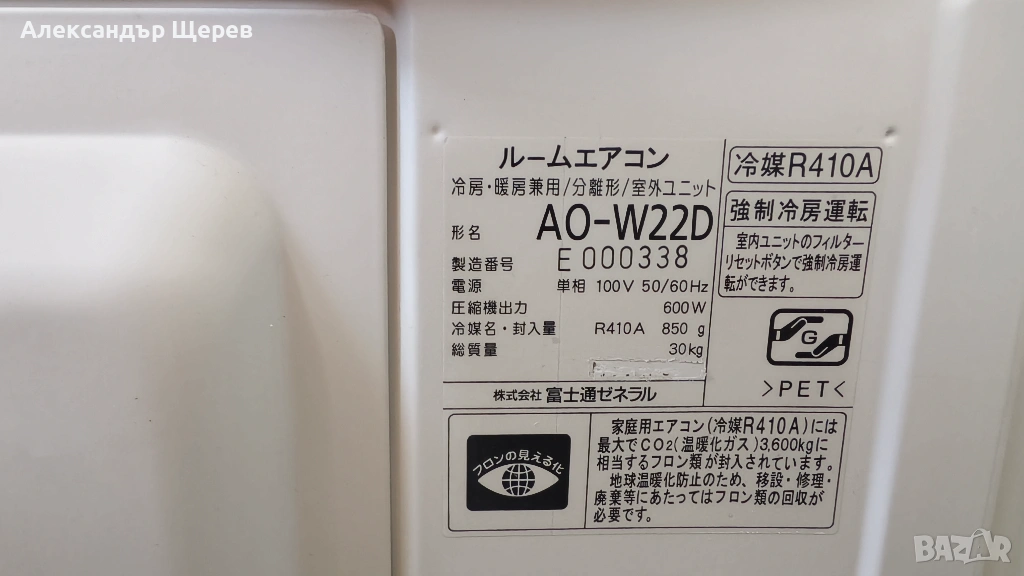 Александър Щерев
ルームエアコン
冷房・暖房兼用/分離形/室外ユニット
形名 AO-W22D
製造番号 E000338
電源 単相 100V 50/60Hz
圧縮機出力 600W
冷媒名・封入量 R410A 850g
総質量 30kg
株式会社 富士通ゼネラル
冷媒R410A
強制冷房運転
室内ユニットのフィルター
リセットボタンで強制冷房運
転ができます。
G
>PET<
フロンの見える化
家庭用エアコン(冷媒R410A)には
最大でCO2(温暖化ガス)3,600kgに
相当するフロン類が封入されています。
地球温暖化防止のため、移設・修理・
廃棄等にあたってはフロン類の回収が
必要です。
BAZAR